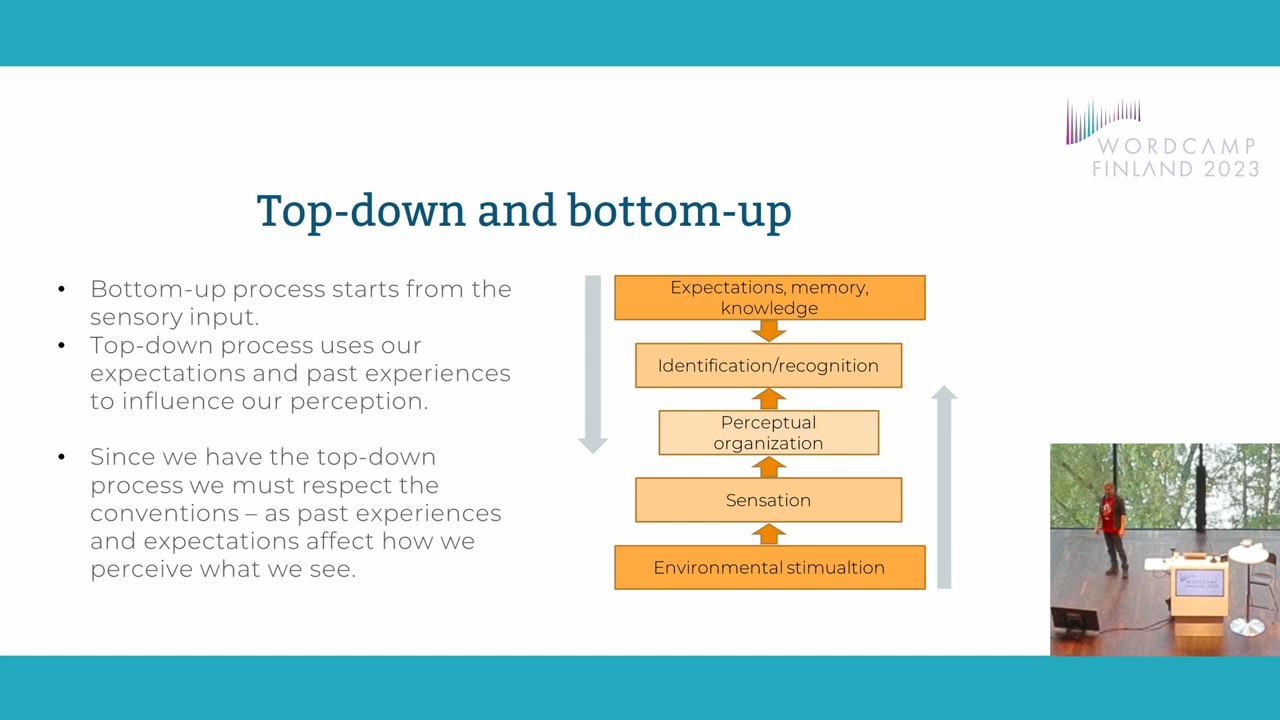 WORDCAMP
FINLAND 2023
Top-down and bottom-up
• Bottom-up process starts from the
sensory input.
• Top-down process uses our
expectations and past experiences
to influence our perception.
• Since we have the top-down
process we must respect the
conventions – as past experiences
and expectations affect how we
perceive what we see.
Expectations, memory,
knowledge
Identification/recognition
Perceptual
organization
Sensation
Environmental stimualtion
WORDCAMP
FINLAND 2023